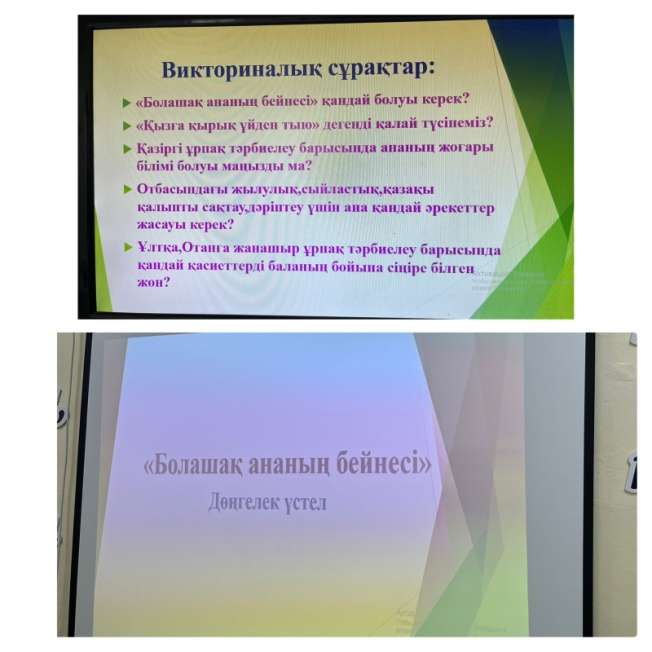 Викториналық сұрақтар:
«Болашақ ананың бейнесі» қандай болуы керек?
«Қызға қырық үйден тыю» дегенді қалай түсінеміз?
Қазіргі ұрпақ тәрбиелеу барысында ананың жоғары
білімі болуы маңызды ма?
Отбасындағы жылулық,сыйластық,қазақы
қалыпты сақтау,дәріптеу үшін ана қандай әрекеттер
жасауы керек?
Ұлтқа,Отанға жанашыр ұрпақ тәрбиелеу барысында
қандай қасиеттерді баланың бойына сіңіре білген
жөн?
«Болашақ ананың бейнесі»
Дөңгелек үстел